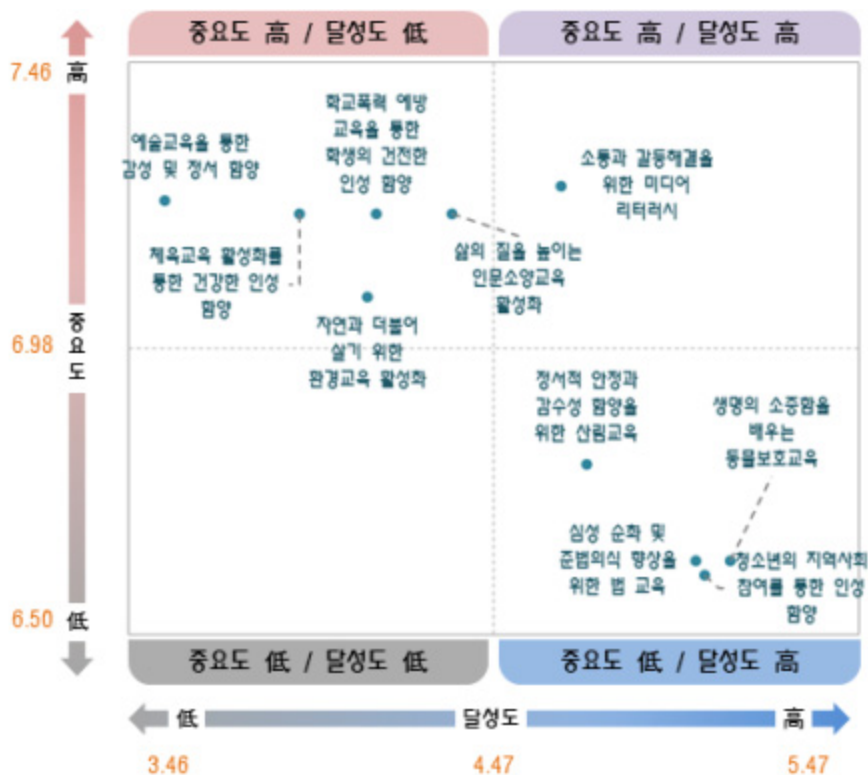 중요도 高 / 달성도 低
중요도 高 / 달성도 高
7.46
高
예술교육을 통한
감성 및 정서 함양
학교폭력 예방
교육을 통한
학생의 건전한
인성 함양
소통과 갈등해결을
위한 미디어
리터러시
체육교육 활성화를
통한 건강한 인성
함양
삶의 질을 높이는
인문소양교육
활성화
자연과 더불어
살기 위한
환경교육 활성화
6.98
중요도
정서적 안정과
감수성 함양을
위한 산림교육
생명의 소중함을
배우는
동물보호교육
심성 순화 및
준법의식 향상을
위한 법 교육
청소년의 지역사회
참여를 통한 인성
함양
6.50
低
중요도 低 / 달성도 低
중요도 低 / 달성도 高
低
달성도
高
3.46
4.47
5.47